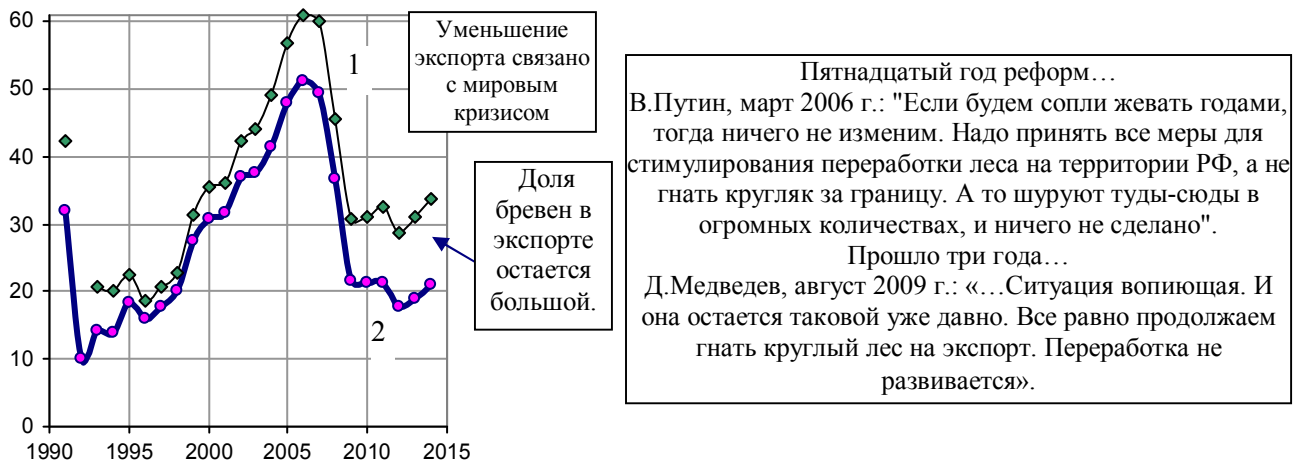 60
50
40
30
20
10
0
1990
1995
2000
2005
2010
2015
1
2
Уменьшение
экспорта связано
с мировым
кризисом
Доля
бревен в
экспорте
остается
большой.
Пятнадцатый год реформ…
В.Путин, март 2006 г.: "Если будем сопли жевать годами,
тогда ничего не изменим. Надо принять все меры для
стимулирования переработки леса на территории РФ, а не
гнать кругляк за границу. А то шуруют туды-сюды в
огромных количествах, и ничего не сделано".
Прошло три года…
Д.Медведев, август 2009 г.: «…Ситуация вопиющая. И
она остается таковой уже давно. Все равно продолжаем
гнать круглый лес на экспорт. Переработка не
развивается».